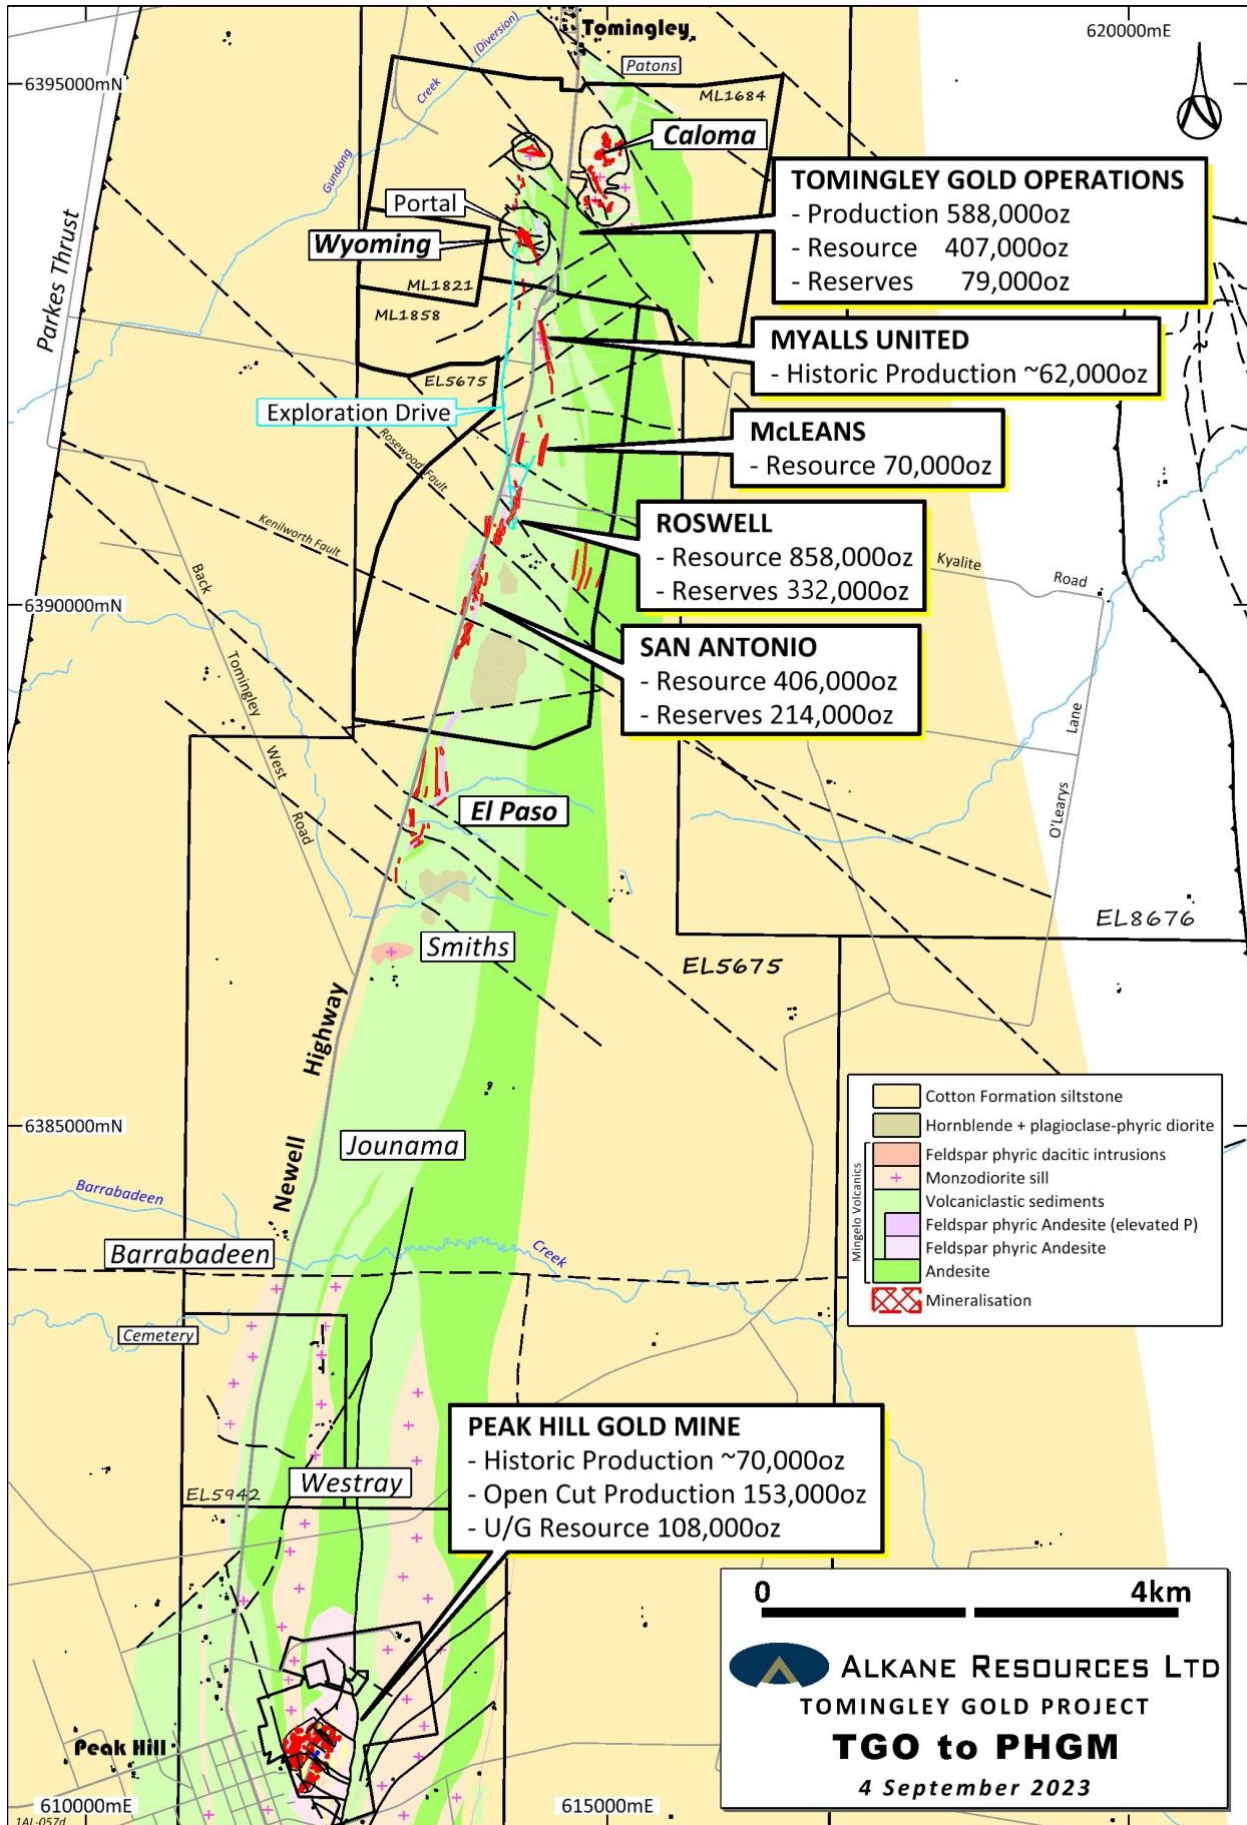 Tomingley
620000mE
(Diversion)
Patons
6395000mN
Creek
ML1684
Caloma
Gundong
TOMINGLEY GOLD OPERATIONS
- Production 588,000oz
- Resource 407,000oz
- Reserves 79,000oz
Portal
Wyoming
Parkes Thrust
ML1821
ML1858
MYALLS UNITED
- Historic Production ~62,000oz
EL5675
Exploration Drive
McLEANS
- Resource 70,000oz
Rosewood Fault
ROSWELL
- Resource 858,000oz
- Reserves 332,000oz
Kenilworth Fault
Kyalite Road
Back Tomingley West Road
6390000mN
SAN ANTONIO
- Resource 406,000oz
- Reserves 214,000oz
O'Learys Lane
El Paso
EL8676
Smiths
EL5675
Newell Highway
Cotton Formation siltstone
Hornblende + plagioclase-phyric diorite
Mingelo Volcanics
Feldspar phyric dacitic intrusions
Monzodiorite sill
Volcaniclastic sediments
Feldspar phyric Andesite (elevated P)
Feldspar phyric Andesite
Andesite
Mineralisation
6385000mN
Jounama
Barrabadeen
Creek
Barrabadeen
Cemetery
PEAK HILL GOLD MINE
- Historic Production ~70,000oz
- Open Cut Production 153,000oz
- U/G Resource 108,000oz
Westray
EL5942
0 4km
ALKANE RESOURCES LTD
TOMINGLEY GOLD PROJECT
TGO to PHGM
4 September 2023
Peak Hill
610000mE
615000mE
1AL-057d